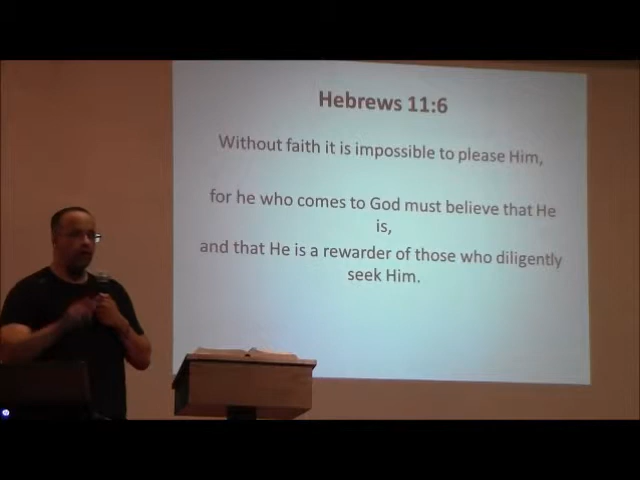 Hebrews 11:6
Without faith it is impossible to please Him,
for he who comes to God must believe that He
is,
and that He is a rewarder of those who diligently
seek Him.